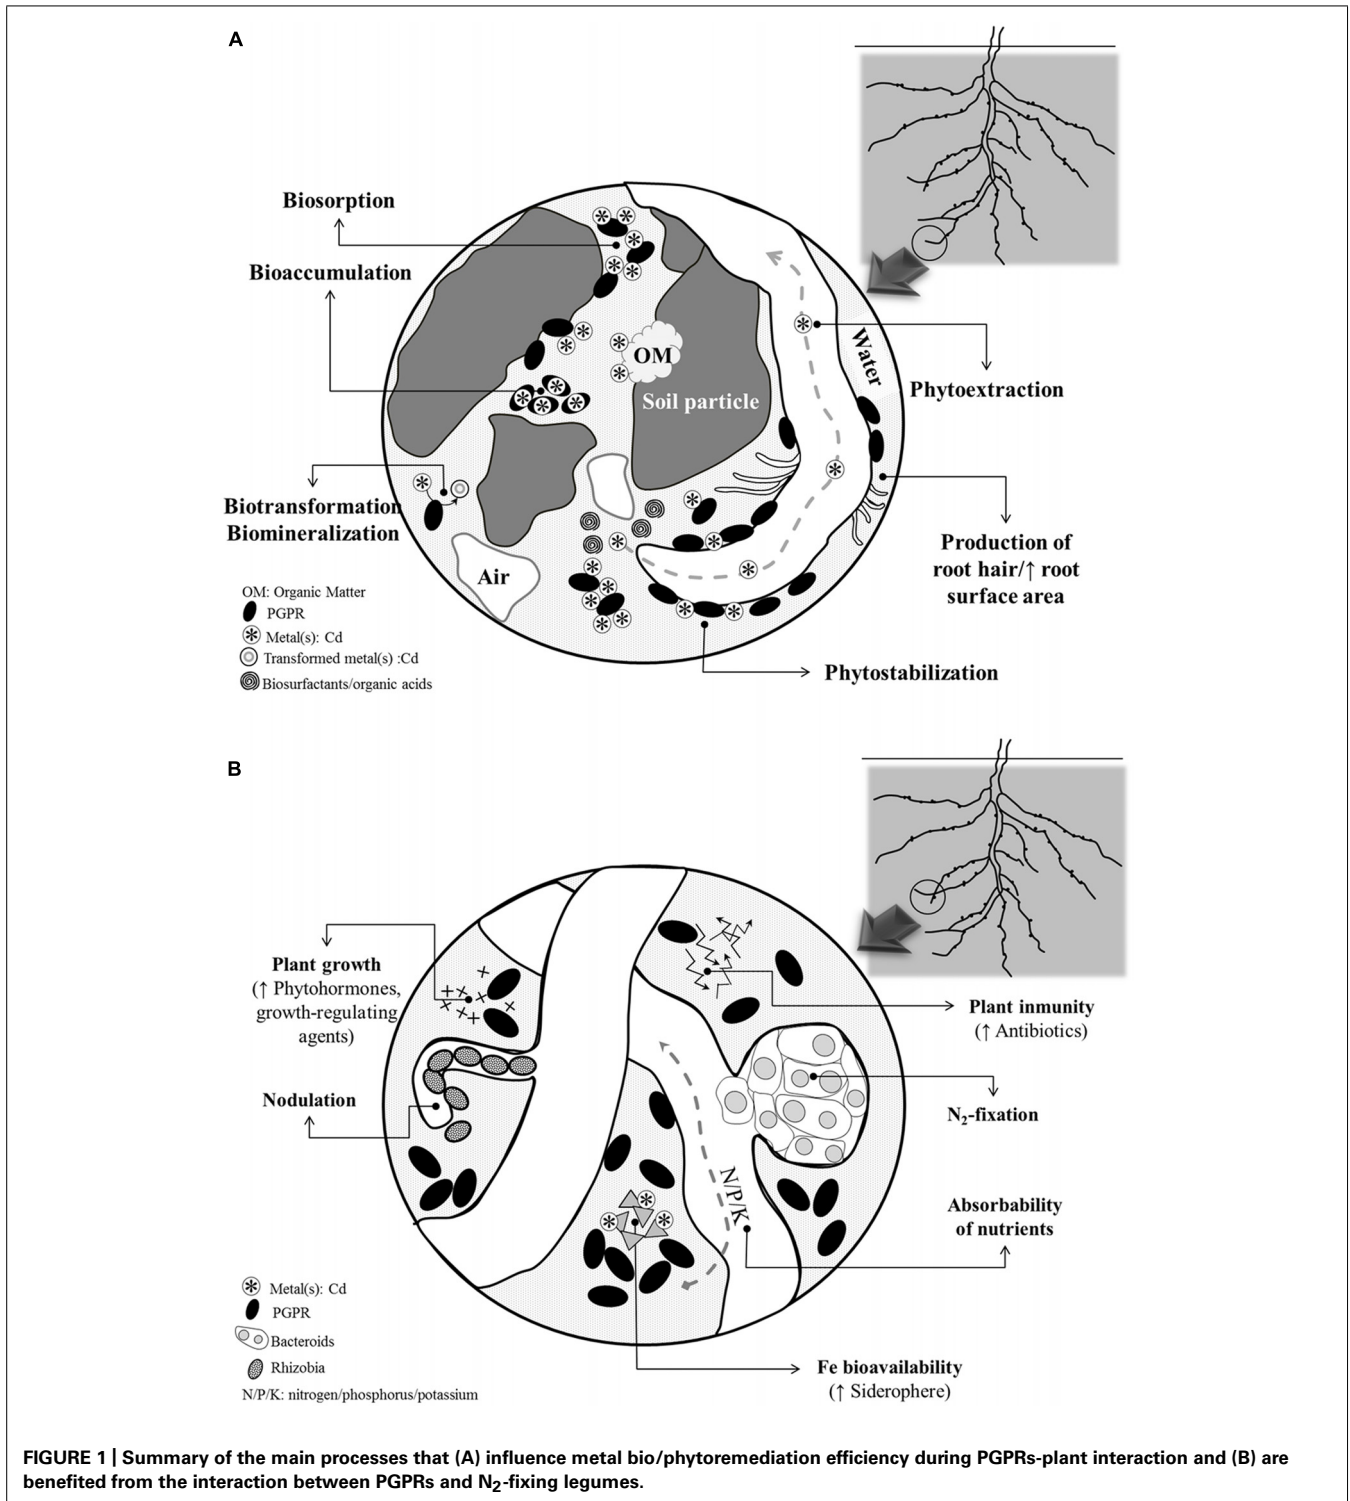 A
Biosorption
Bioaccumulation
OM
Soil particle
Water
Phytoextraction
Biotransformation
Biomineralization
Air
Production of
root hair/↑ root
surface area
Phytostabilization
OM: Organic Matter
PGPR
Metal(s): Cd
Transformed metal(s) :Cd
Biosurfactants/organic acids
B
Plant growth
(↑ Phytohormones,
growth-regulating
agents)
Nodulation
Plant inmunity
(↑ Antibiotics)
N2-fixation
N/P/K
Absorbability
of nutrients
Metal(s): Cd
PGPR
Bacteroids
Rhizobia
N/P/K: nitrogen/phosphorus/potassium
Fe bioavailability
(↑ Siderophere)
FIGURE 1 | Summary of the main processes that (A) influence metal bio/phytoremediation efficiency during PGPRs-plant interaction and (B) are
benefited from the interaction between PGPRs and N2-fixing legumes.